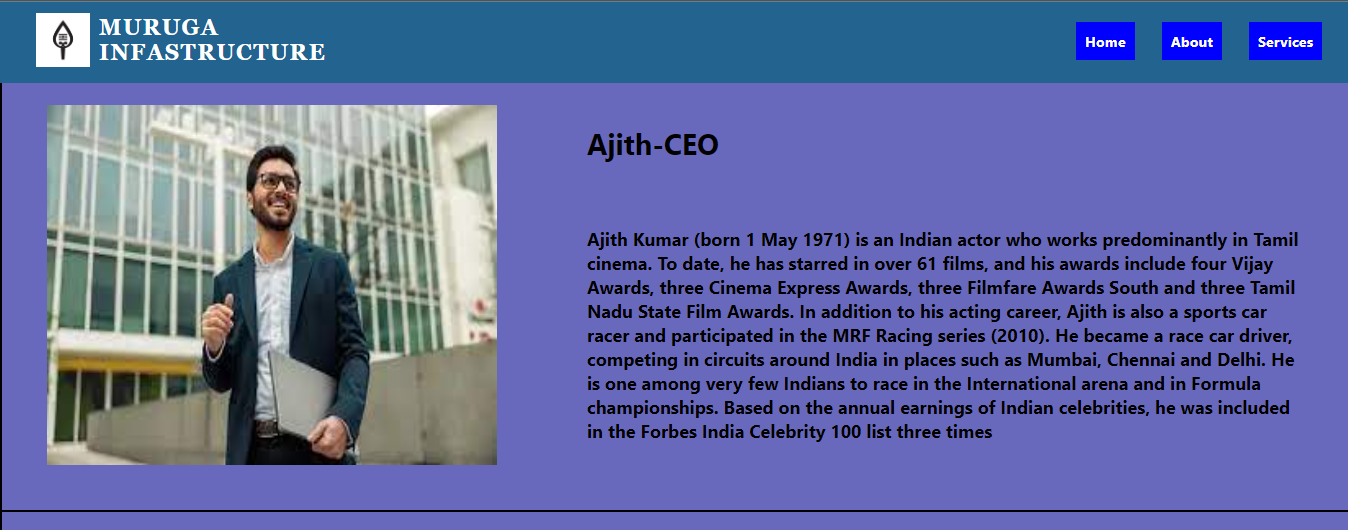 MURUGA
INFASTRUCTURE
Home
About
Services
Ajith-CEO
Ajith Kumar (born 1 May 1971) is an Indian actor who works predominantly in Tamil
cinema. To date, he has starred in over 61 films, and his awards include four Vijay
Awards, three Cinema Express Awards, three Filmfare Awards South and three Tamil
Nadu State Film Awards. In addition to his acting career, Ajith is also a sports car
racer and participated in the MRF Racing series (2010). He became a race car driver,
competing in circuits around India in places such as Mumbai, Chennai and Delhi. He
is one among very few Indians to race in the International arena and in Formula
championships. Based on the annual earnings of Indian celebrities, he was included
in the Forbes India Celebrity 100 list three times